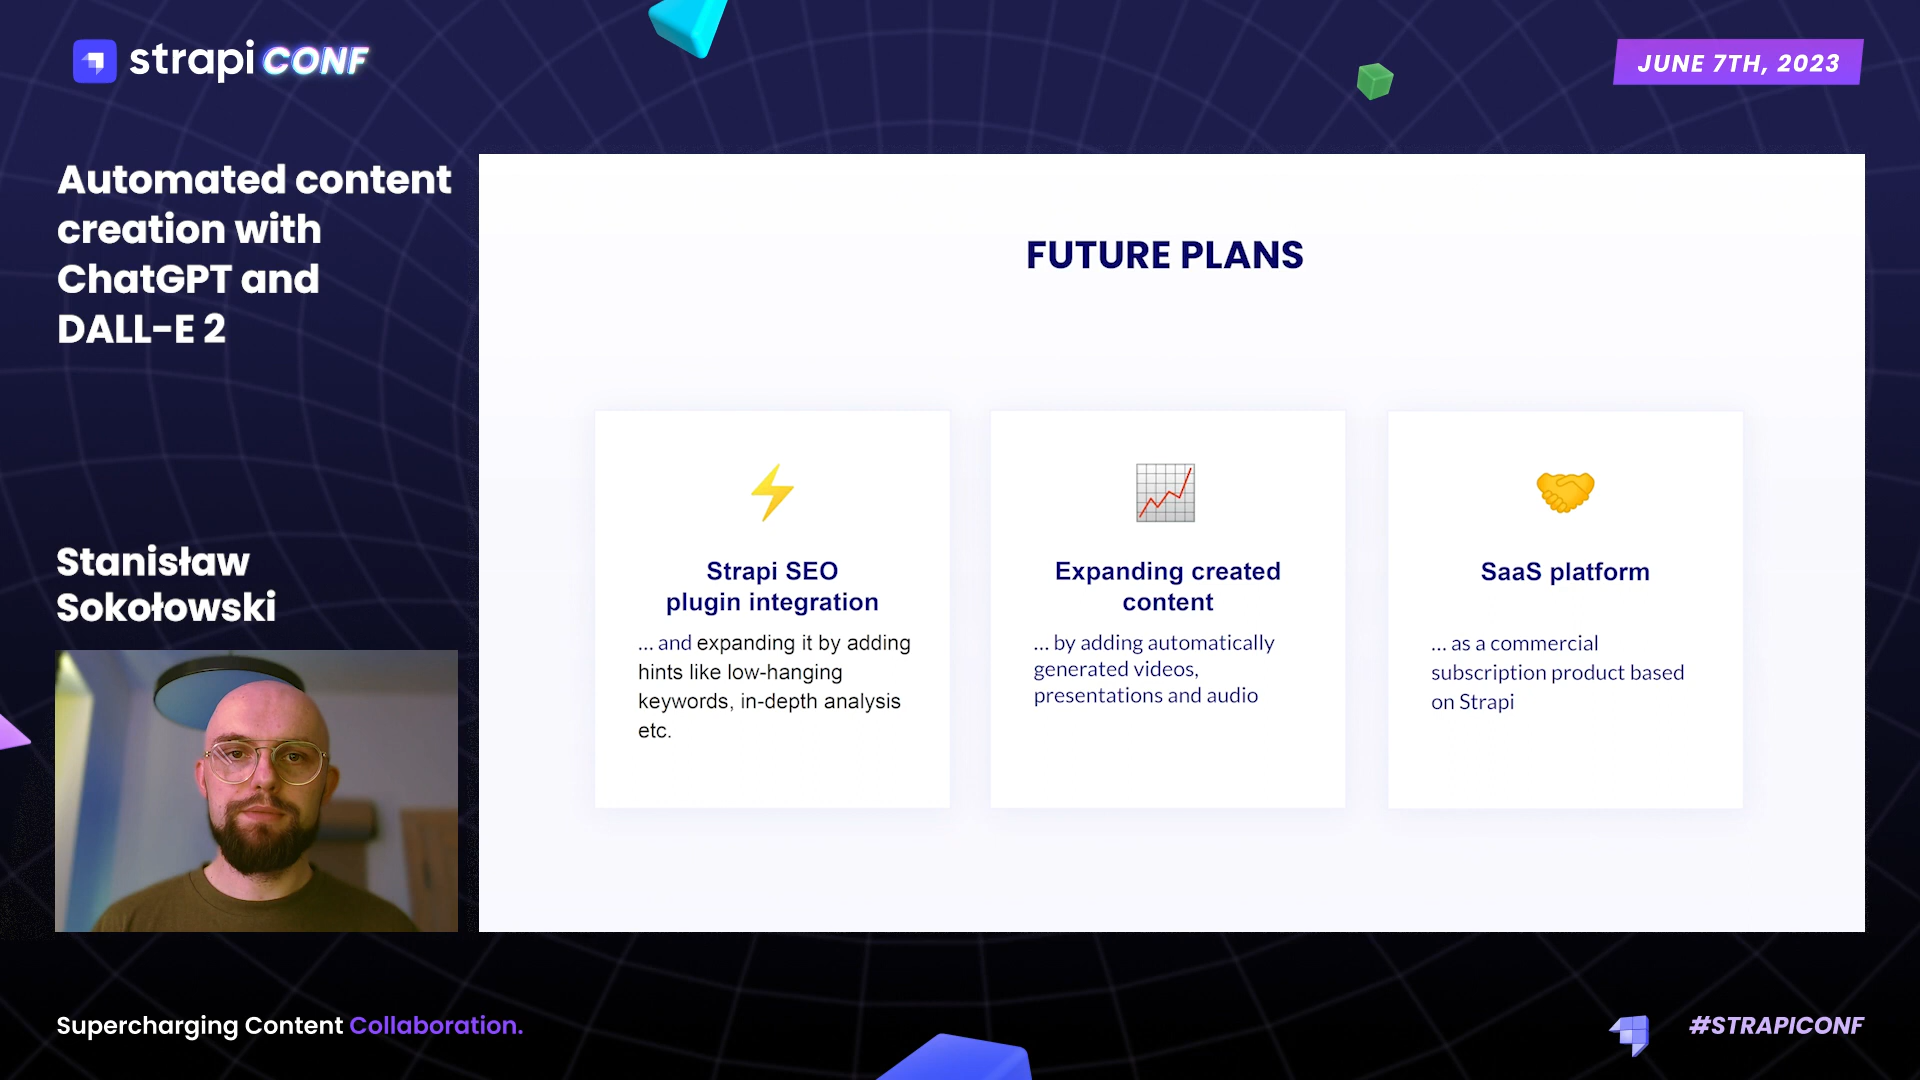 strapi CONF
JUNE 7TH, 2023
Automated content
creation with
ChatGPT and
DALL-E 2
Stanisław
Sokołowski
FUTURE PLANS
Strapi SEO
plugin integration
... and expanding it by adding
hints like low-hanging
keywords, in-depth analysis
etc.
Expanding created
content
... by adding automatically
generated videos,
presentations and audio
SaaS platform
... as a commercial
subscription product based
on Strapi
Supercharging Content Collaboration.
#STRAPICONF